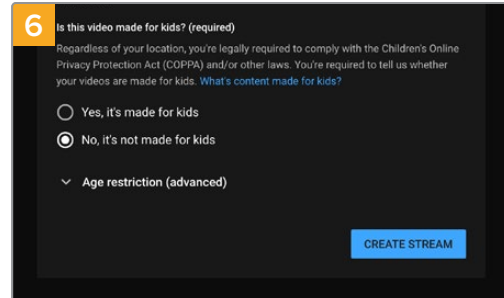 6
Is this video made for kids? (required)
Regardless of your location, you're legally required to comply with the Children's Online
Privacy Protection Act (COPPA) and/or other laws. You're required to tell us whether
your videos are made for kids. What's content made for kids?
Yes, it's made for kids
No, it's not made for kids
Age restriction (advanced)
CREATE STREAM